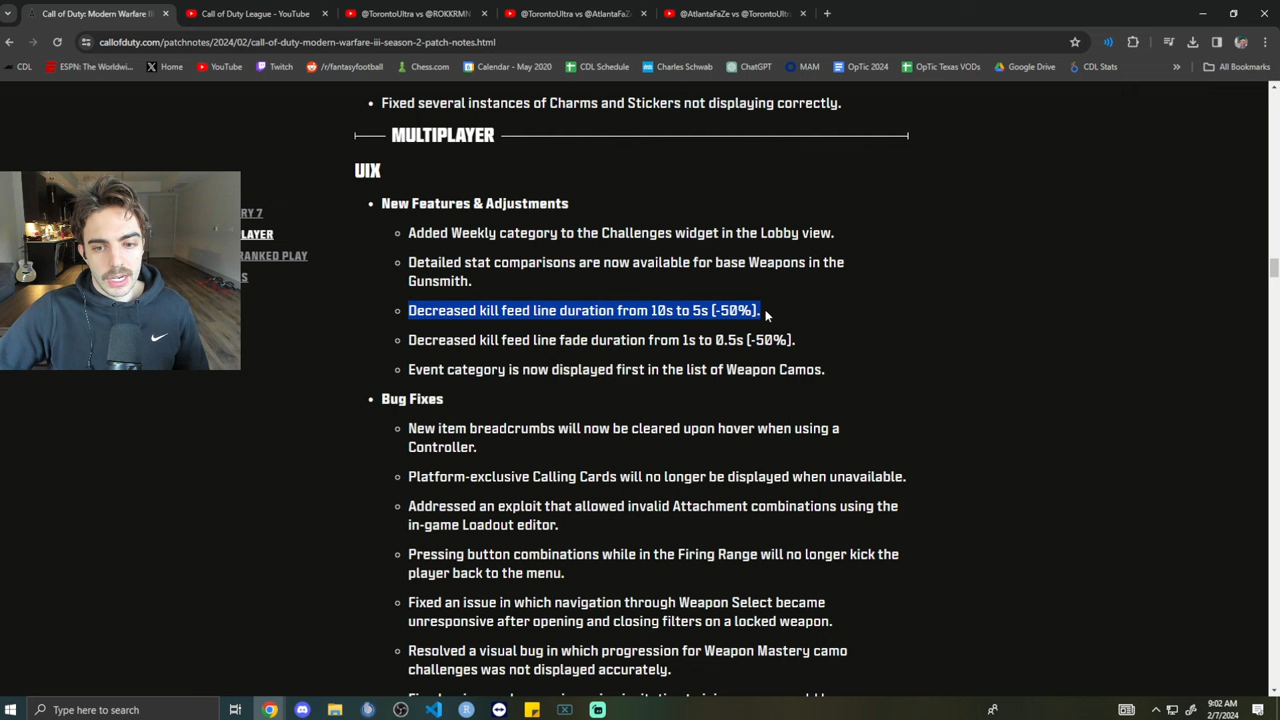 Call of Duty: Modern Warfare II
Call of Duty League - YouTube
@TorontoUltra vs @ROKKRMN
@TorontoUltra vs @AtlantaFaZe
@AtlantaFaZe vs @TorontoUltra
callofduty.com/patchnotes/2024/02/call-of-duty-modern-warfare-iii-season-2-patch-notes.html
CDL
ESPN: The Worldwi...
Home
YouTube
Twitch
/r/fantasyfootball
Chess.com
Calendar - May 2020
CDL Schedule
Charles Schwab
ChatGPT
MAM
OpTic 2024
OpTic Texas VODs
Google Drive
CDL Stats
All Bookmarks
Fixed several instances of Charms and Stickers not displaying correctly.
MULTIPLAYER
UIX
RY 7
LAYER
RANKED PLAY
S
New Features & Adjustments
Added Weekly category to the Challenges widget in the Lobby view.
Detailed stat comparisons are now available for base Weapons in the
Gunsmith.
Decreased kill feed line duration from 10s to 5s (-50%).
Decreased kill feed line fade duration from 1s to 0.5s (-50%).
Event category is now displayed first in the list of Weapon Camos.
Bug Fixes
New item breadcrumbs will now be cleared upon hover when using a
Controller.
Platform-exclusive Calling Cards will no longer be displayed when unavailable.
Addressed an exploit that allowed invalid Attachment combinations using the
in-game Loadout editor.
Pressing button combinations while in the Firing Range will no longer kick the
player back to the menu.
Fixed an issue in which navigation through Weapon Select became
unresponsive after opening and closing filters on a locked weapon.
Resolved a visual bug in which progression for Weapon Mastery camo
challenges was not displayed accurately.
Type here to search
9:02 AM
2/7/2024